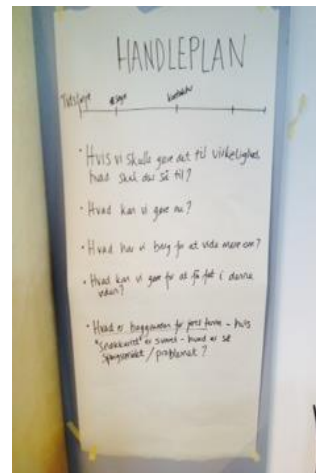 HANDLEPLAN
Tidslinje
• Hvis vi skulle gøre det til virkelighed,
hvad skal der så til?
• Hvad kan vi gøre nu?
• Hvad har vi brug for at vide mere om?
• Hvad kan vi gøre for at få fat i denne
viden?
• Hvad er baggrunden for jeres - hvis
er svaret - hvad er så
spørgsmålet / problemet?